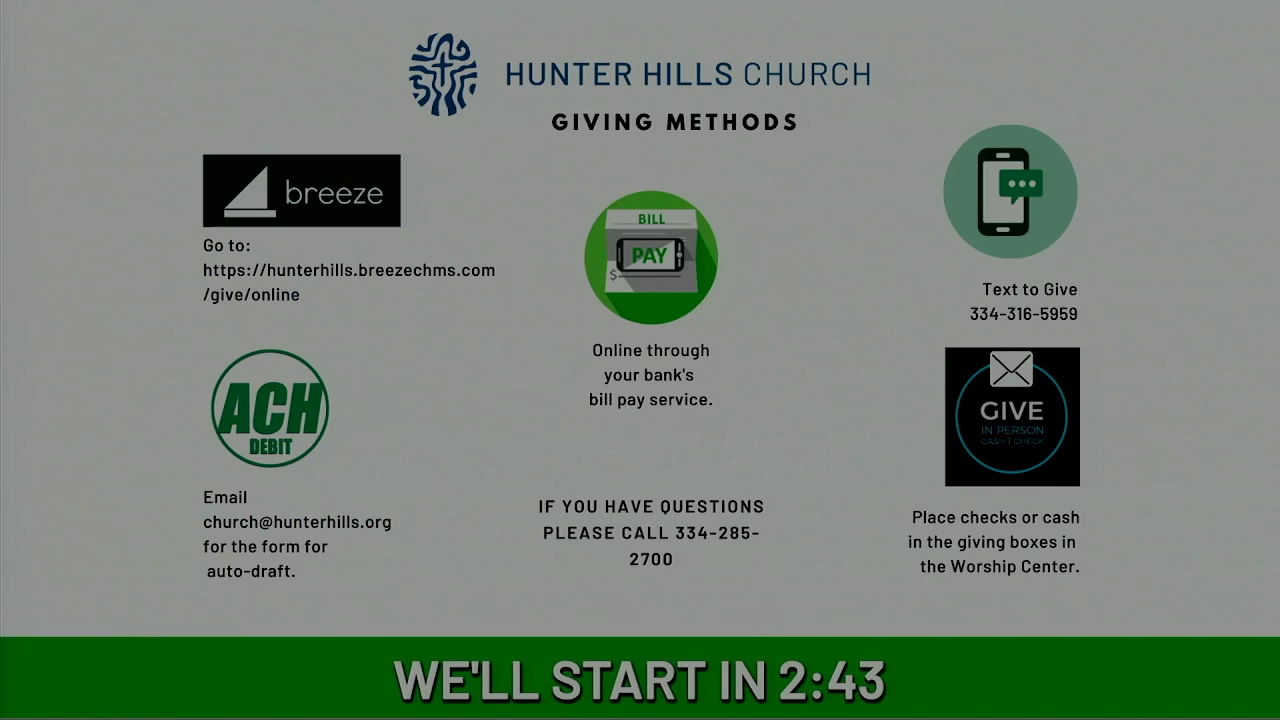 HUNTER HILLS CHURCH
GIVING METHODS
breeze
Go to:
https://hunterhills.breezechms.com
/give/online
BILL
PAY
$
Online through
your bank's
bill pay service.
Text to Give
334-316-5959
ACH
DEBIT
Email
church@hunterhills.org
for the form for
auto-draft.
IF YOU HAVE QUESTIONS
PLEASE CALL 334-285-
2700
GIVE
IN PERSON
CASH | CHECK
Place checks or cash
in the giving boxes in
the Worship Center.
WE'LL START IN 2:43